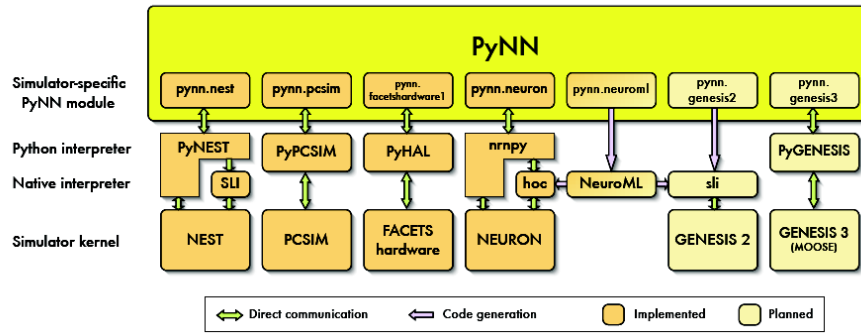 PyNN
Simulator-specific
PyNN module
pynn.nest
pynn.pcsim
pynn.
facetshardware1
pynn.neuron
pynn.neuroml
pynn.
genesis2
pynn.
genesis3
Python interpreter
PyNEST
PyPCSIM
PyHAL
nrnpy
PyGENESIS
Native interpreter
SLI
hoc
NeuroML
sli
Simulator kernel
NEST
PCSIM
FACETS
hardware
NEURON
GENESIS 2
GENESIS 3
(MOOSE)
Direct communication
Code generation
Implemented
Planned